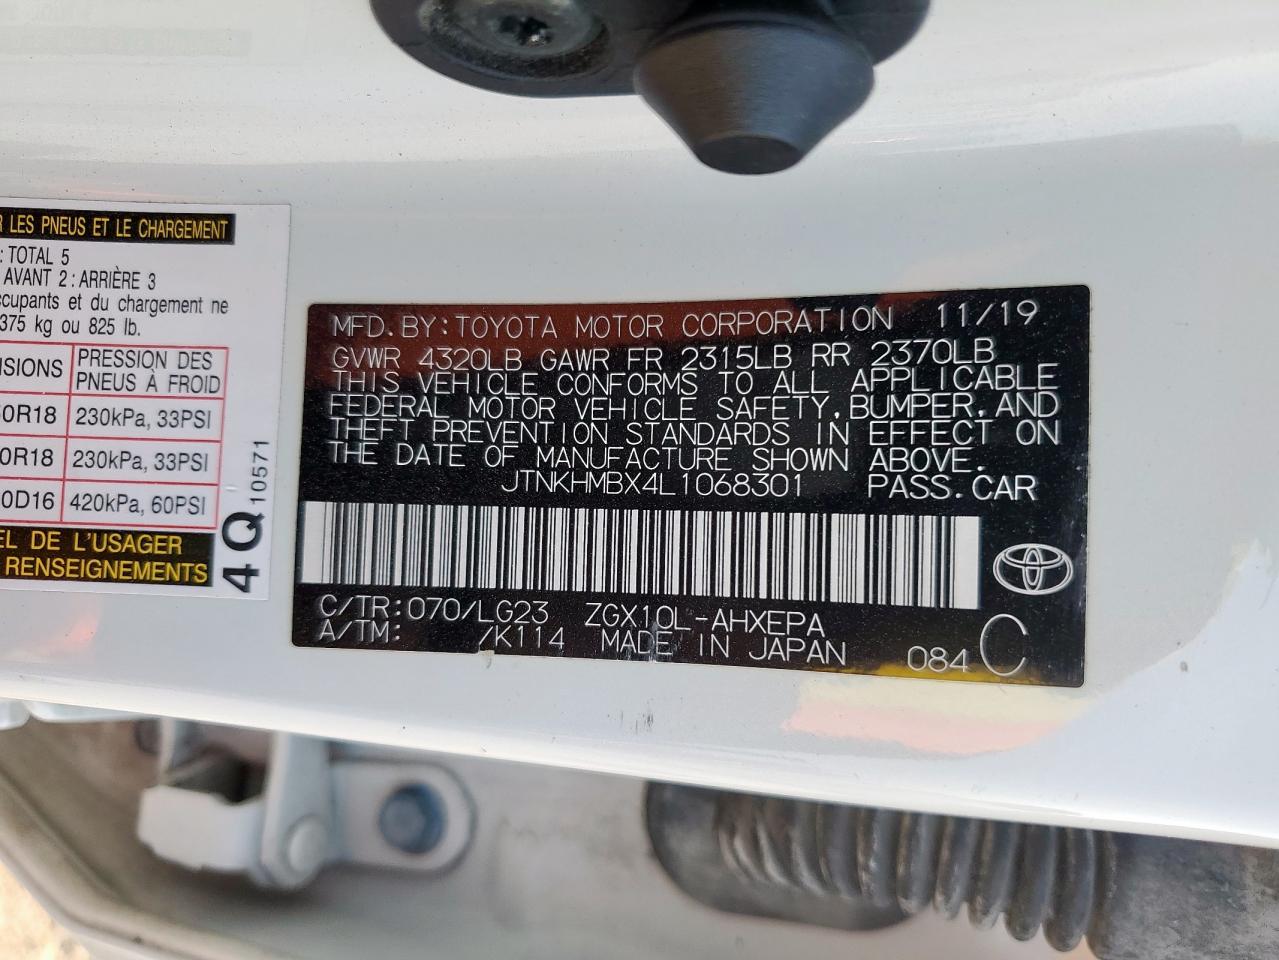 LES PNEUS ET LE CHARGEMENT
: TOTAL 5
AVANT 2 : ARRIÈRE 3
et du chargement ne
375 kg ou 825 lb.
PRESSION DES
PNEUS À FROID
0R18 230kPa, 33PSI
0R18 230kPa, 33PSI
0D16 420kPa, 60PSI
DE L'USAGER
RENSEIGNEMENTS
4Q 10571
MFD. BY: TOYOTA MOTOR CORPORATION 11/19
GVWR 4320LB GAWR FR 2315LB RR 2370LB
THIS VEHICLE CONFORMS TO ALL APPLICABLE
FEDERAL MOTOR VEHICLE SAFETY, BUMPER, AND
THEFT PREVENTION STANDARDS IN EFFECT ON
THE DATE OF MANUFACTURE SHOWN ABOVE.
JTNKHMBX4L1068301 PASS. CAR
C/TR: 070/LG23 ZGX10L-AHXEPA
A/TM: /K114 MADE IN JAPAN 084 C